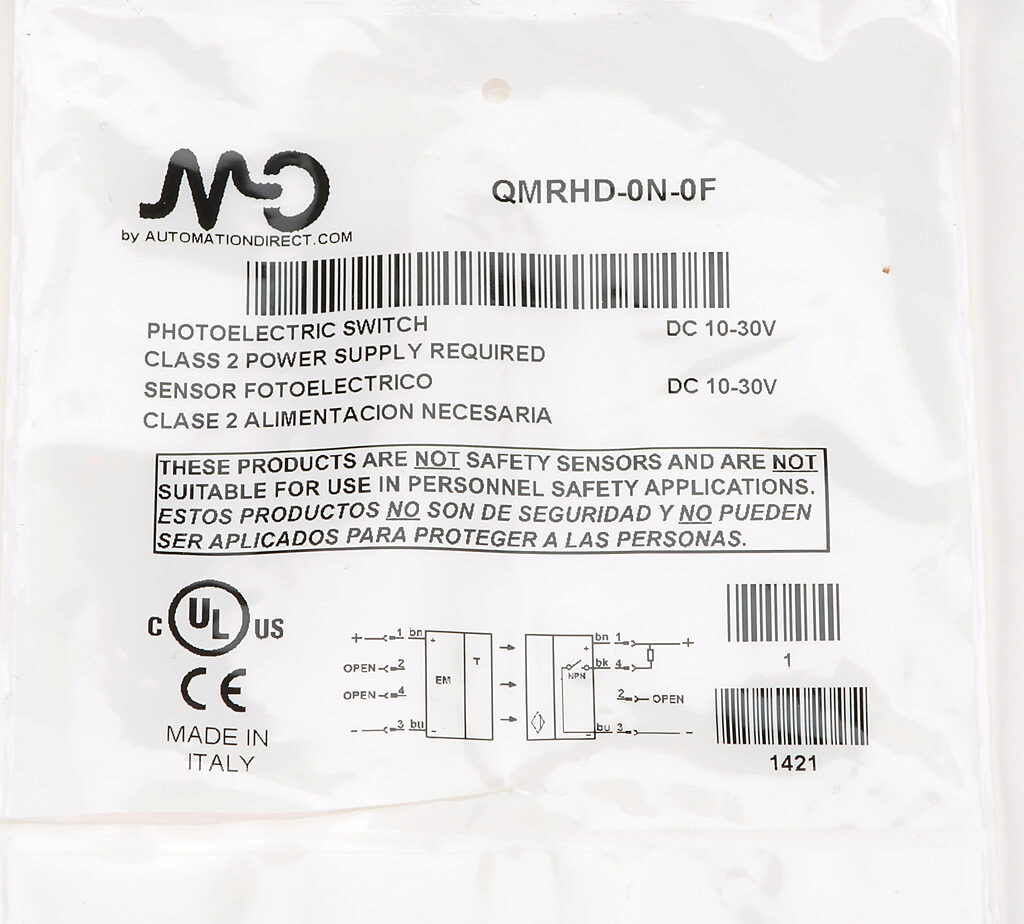 MD
by AUTOMATIONDIRECT.COM
QMRHD-0N-0F
PHOTOELECTRIC SWITCH DC 10-30V
CLASS 2 POWER SUPPLY REQUIRED
SENSOR FOTOELECTRICO DC 10-30V
CLASE 2 ALIMENTACION NECESARIA
THESE PRODUCTS ARE NOT SAFETY SENSORS AND ARE NOT
SUITABLE FOR USE IN PERSONNEL SAFETY APPLICATIONS.
ESTOS PRODUCTOS NO SON DE SEGURIDAD Y NO PUEDEN
SER APLICADOS PARA PROTEGER A LAS PERSONAS.
C UL US
CE
MADE IN
ITALY
+ 1 bn +
OPEN 2
OPEN 4
- 3 bu -
EM
T
bn 1 +
+
bk 4
NPN
2 OPEN
- bu 3 -
1
1421